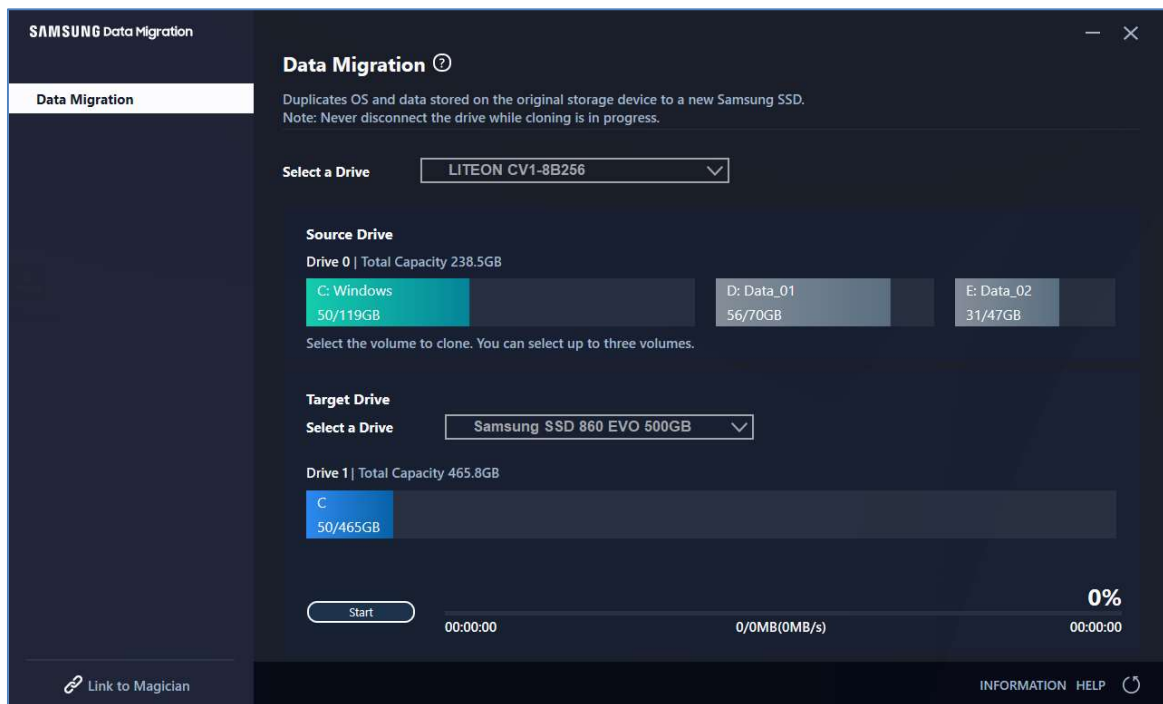 SAMSUNG Data Migration
Data Migration
Data Migration ?
Duplicates OS and data stored on the original storage device to a new Samsung SSD.
Note: Never disconnect the drive while cloning is in progress.
Select a Drive LITEON CV1-8B256
Source Drive
Drive 0 | Total Capacity 238.5GB
C: Windows D: Data_01 E: Data_02
50/119GB 56/70GB 31/47GB
Select the volume to clone. You can select up to three volumes.
Target Drive
Select a Drive Samsung SSD 860 EVO 500GB
Drive 1 | Total Capacity 465.8GB
C
50/465GB
0%
Start
00:00:00 0/0MB(0MB/s) 00:00:00
Link to Magician
INFORMATION HELP